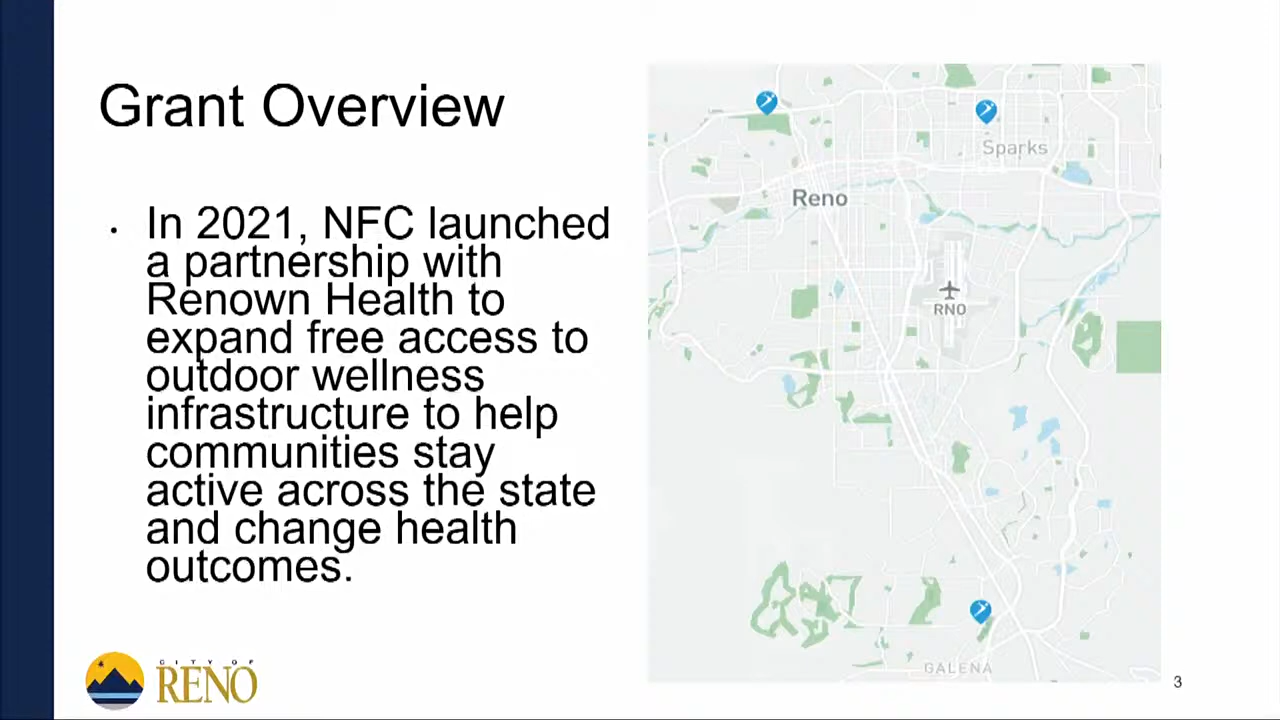 Grant Overview
• In 2021, NFC launched
a partnership with
Renown Health to
expand free access to
outdoor wellness
infrastructure to help
communities stay
active across the state
and change health
outcomes.
Sparks
Reno
RNO
GALENA
CITY OF
RENO
3